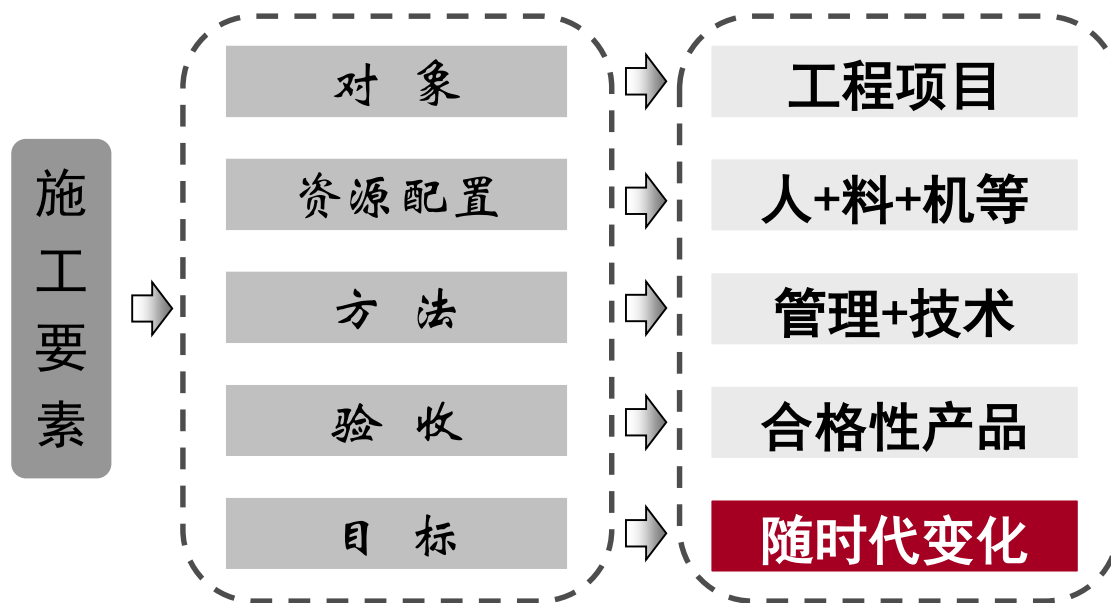 施工要素
对象
工程项目
资源配置
人+料+机等
方法
管理+技术
验收
合格性产品
目标
随时代变化